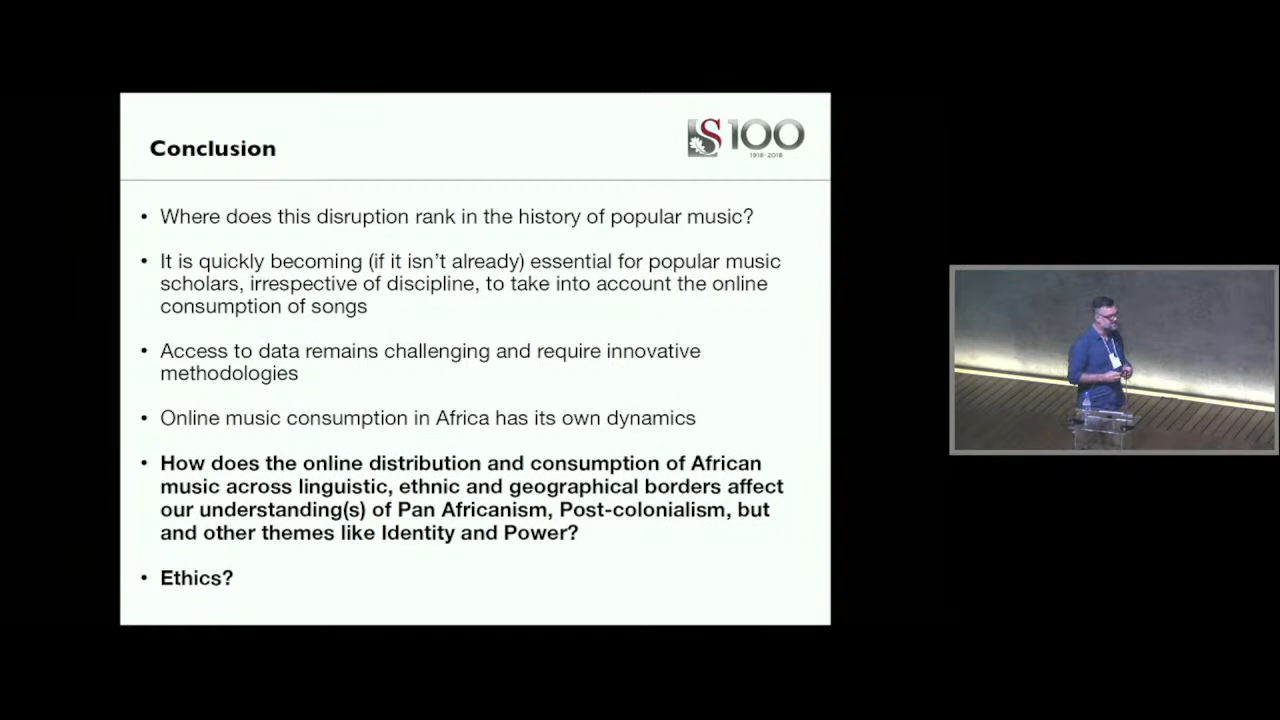 Conclusion
S100
1918-2018
• Where does this disruption rank in the history of popular music?
• It is quickly becoming (if it isn't already) essential for popular music
scholars, irrespective of discipline, to take into account the online
consumption of songs
• Access to data remains challenging and require innovative
methodologies
• Online music consumption in Africa has its own dynamics
• How does the online distribution and consumption of African
music across linguistic, ethnic and geographical borders affect
our understanding(s) of Pan Africanism, Post-colonialism, but
and other themes like Identity and Power?
• Ethics?